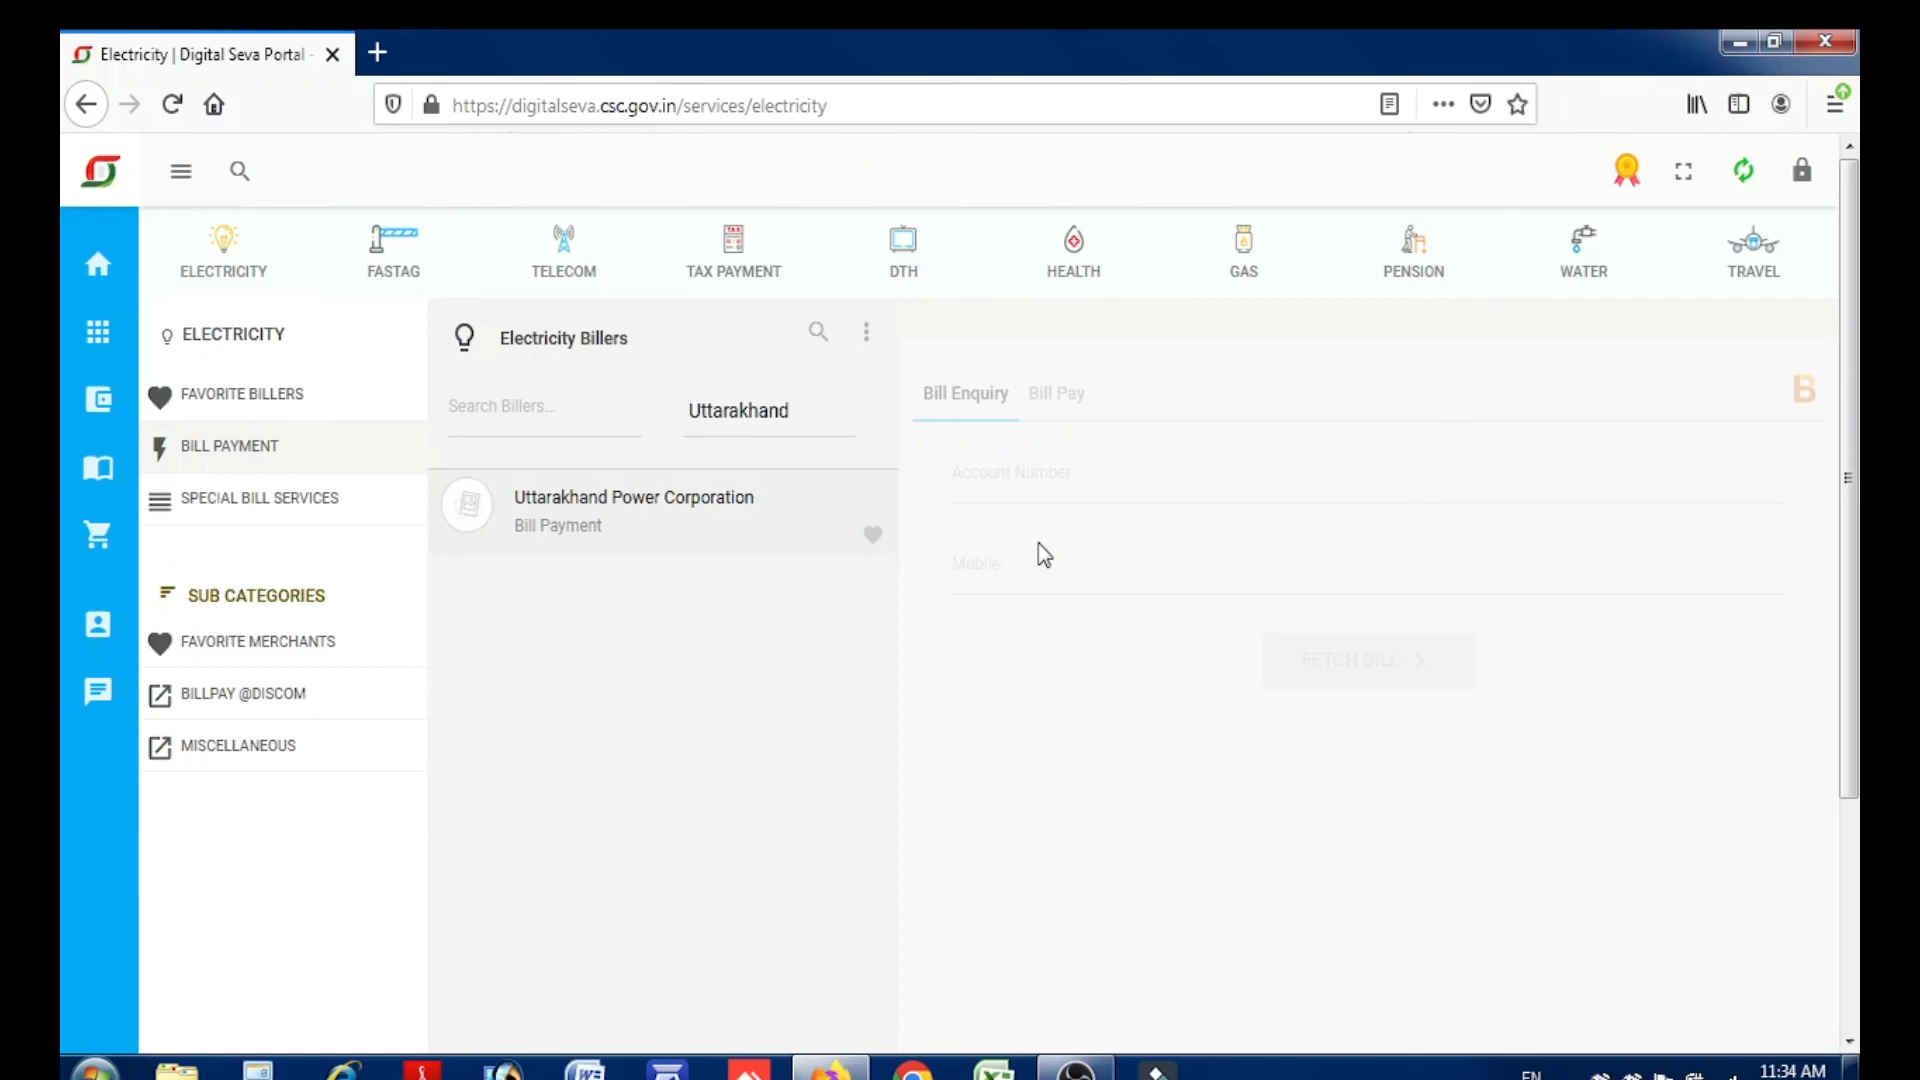 Electricity | Digital Seva Portal -
https://digitalseva.csc.gov.in/services/electricity
ELECTRICITY
FASTAG
TELECOM
TAX PAYMENT
DTH
HEALTH
GAS
PENSION
WATER
TRAVEL
ELECTRICITY
FAVORITE BILLERS
BILL PAYMENT
SPECIAL BILL SERVICES
SUB CATEGORIES
FAVORITE MERCHANTS
BILLPAY @DISCOM
MISCELLANEOUS
Electricity Billers
Search Billers...
Uttarakhand
Uttarakhand Power Corporation
Bill Payment
Bill Enquiry
Bill Pay
B
Account Number
Mobile
FETCH BILL
TAX
EN
11:34 AM